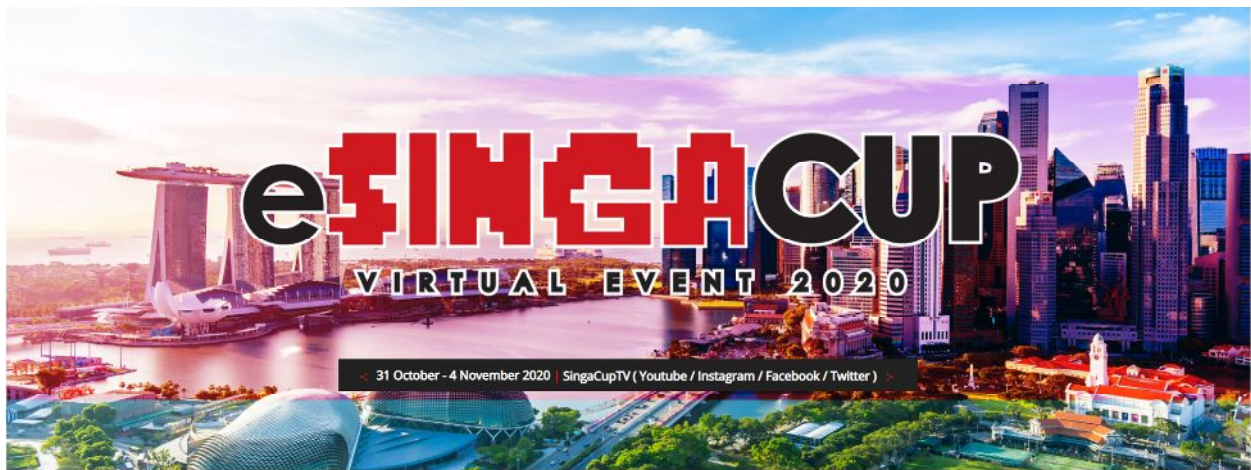 eSINGACUP
VIRTUAL EVENT 2020
31 October - 4 November 2020 | SingaCupTV ( Youtube / Instagram / Facebook / Twitter )